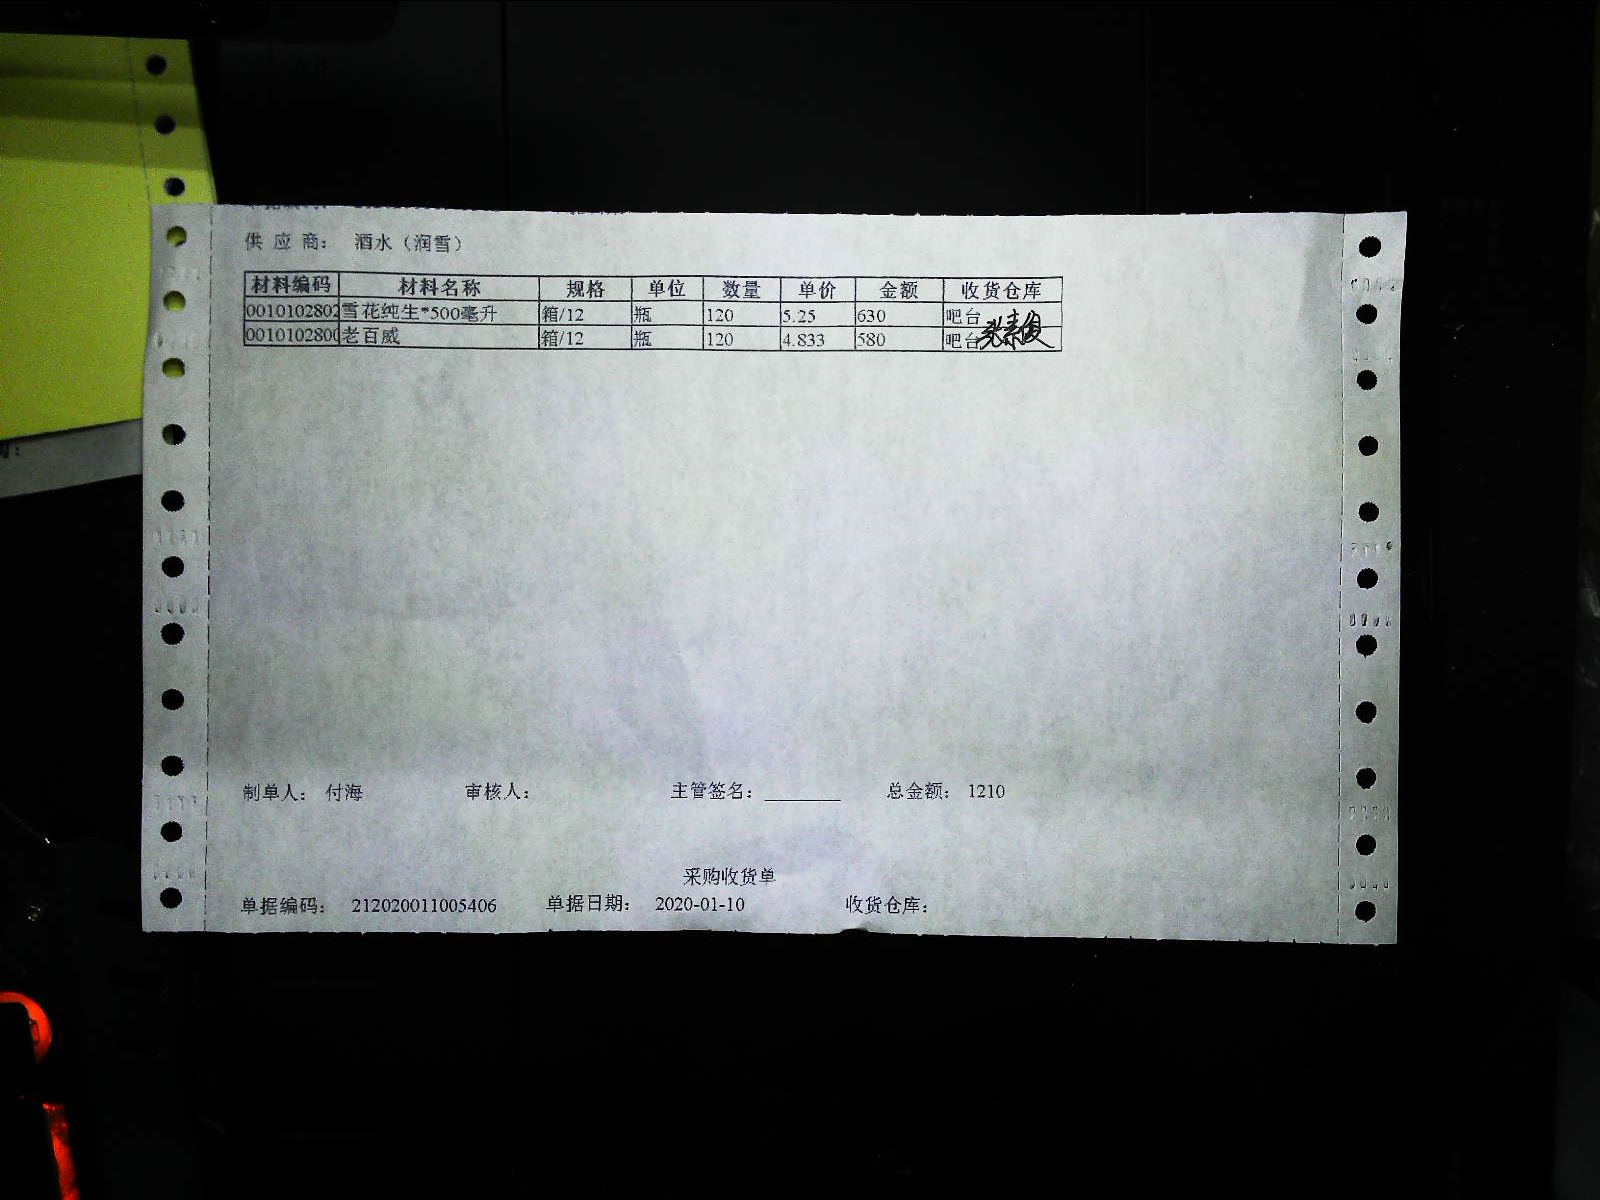 供 应 商： 酒水（润雪）
材料编码 材料名称 规格 单位 数量 单价 金额 收货仓库
0010102802 雪花纯生*500毫升 箱/12 瓶 120 5.25 630 吧台
0010102800 老百威 箱/12 瓶 120 4.833 580 吧台
制单人： 付海 审核人： 主管签名：________ 总金额： 1210
采购收货单
单据编码： 212020011005406 单据日期： 2020-01-10 收货仓库：